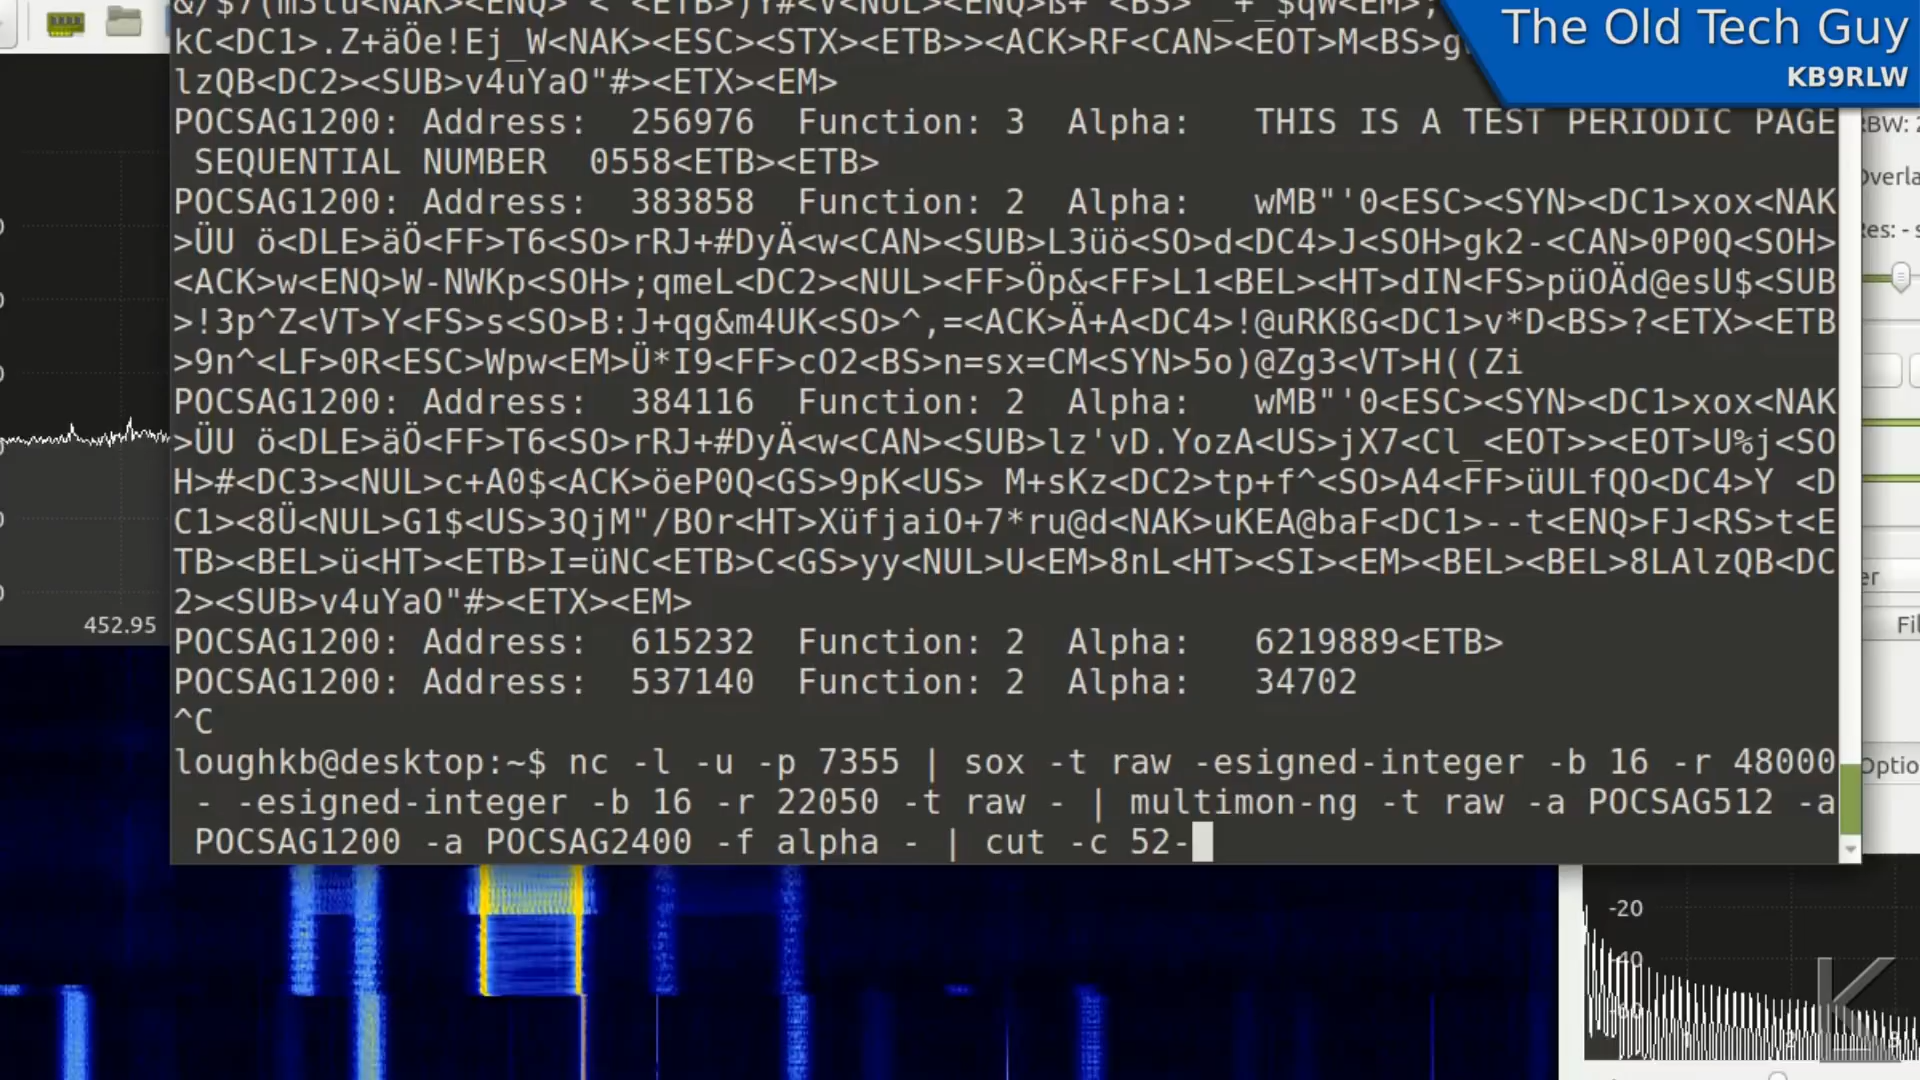 The Old Tech Guy
KB9RLW
kC<DC1>.Z+äÖe!Ej_W<NAK><ESC><STX><ETB>><ACK>RF<CAN><EOT>M<BS>g
lzQB<DC2><SUB>v4uYaO"#><ETX><EM>
POCSAG1200: Address:  256976  Function: 3  Alpha:   THIS IS A TEST PERIODIC PAGE
 SEQUENTIAL NUMBER  0558<ETB><ETB>
POCSAG1200: Address:  383858  Function: 2  Alpha:   wMB"'0<ESC><SYN><DC1>xox<NAK
>ÜU ö<DLE>äÖ<FF>T6<SO>rRJ+#DyÄ<w<CAN><SUB>L3üö<SO>d<DC4>J<SOH>gk2-<CAN>0P0Q<SOH>
<ACK>w<ENQ>W-NWKp<SOH>;qmeL<DC2><NUL><FF>Öp&<FF>L1<BEL><HT>dIN<FS>püOÄd@esU$<SUB
>!3p^Z<VT>Y<FS>s<SO>B:J+qg&m4UK<SO>^,=<ACK>Ä+A<DC4>!@uRKßG<DC1>v*D<BS>?<ETX><ETB
>9n^<LF>0R<ESC>Wpw<EM>Ü*I9<FF>cO2<BS>n=sx=CM<SYN>5o)@Zg3<VT>H((Zi
POCSAG1200: Address:  384116  Function: 2  Alpha:   wMB"'0<ESC><SYN><DC1>xox<NAK
>ÜU ö<DLE>äÖ<FF>T6<SO>rRJ+#DyÄ<w<CAN><SUB>lz'vD.YozA<US>jX7<Cl_<EOT>><EOT>U%j<SO
H>#<DC3><NUL>c+A0$<ACK>öeP0Q<GS>9pK<US> M+sKz<DC2>tp+f^<SO>A4<FF>üULfQO<DC4>Y <D
C1><8Ü<NUL>G1$<US>3QjM"/BOr<HT>XüfjaiO+7*ru@d<NAK>uKEA@baF<DC1>--t<ENQ>FJ<RS>t<E
TB><BEL>ü<HT><ETB>I=üNC<ETB>C<GS>yy<NUL>U<EM>8nL<HT><SI><EM><BEL><BEL>8LAlzQB<DC
2><SUB>v4uYaO"#><ETX><EM>
POCSAG1200: Address:  615232  Function: 2  Alpha:   6219889<ETB>
POCSAG1200: Address:  537140  Function: 2  Alpha:   34702
^C
loughkb@desktop:~$ nc -l -u -p 7355 | sox -t raw -esigned-integer -b 16 -r 48000
 - -esigned-integer -b 16 -r 22050 -t raw - | multimon-ng -t raw -a POCSAG512 -a
 POCSAG1200 -a POCSAG2400 -f alpha - | cut -c 52-
452.95
Res: - s
-20
K